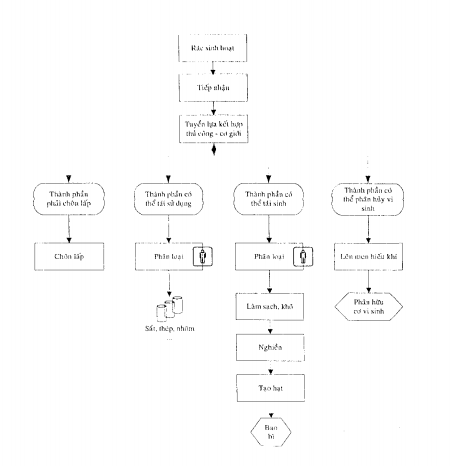 Rác sinh hoạt
Tiếp nhận
Tuyển lựa kết hợp
thủ công - cơ giới
Thành phần
phải chôn lấp
Thành phần có
thể tái sử dụng
Thành phần có
thể tái sinh
Thành phần có
thể phân hủy vi
sinh
Chôn lấp
Phân loại
Phân loại
Lên men hiếu khí
Sắt, thép, nhôm
...
Làm sạch, khô
Phân hữu
cơ vi sinh
Nghiền
Tạo hạt
Bao
bì